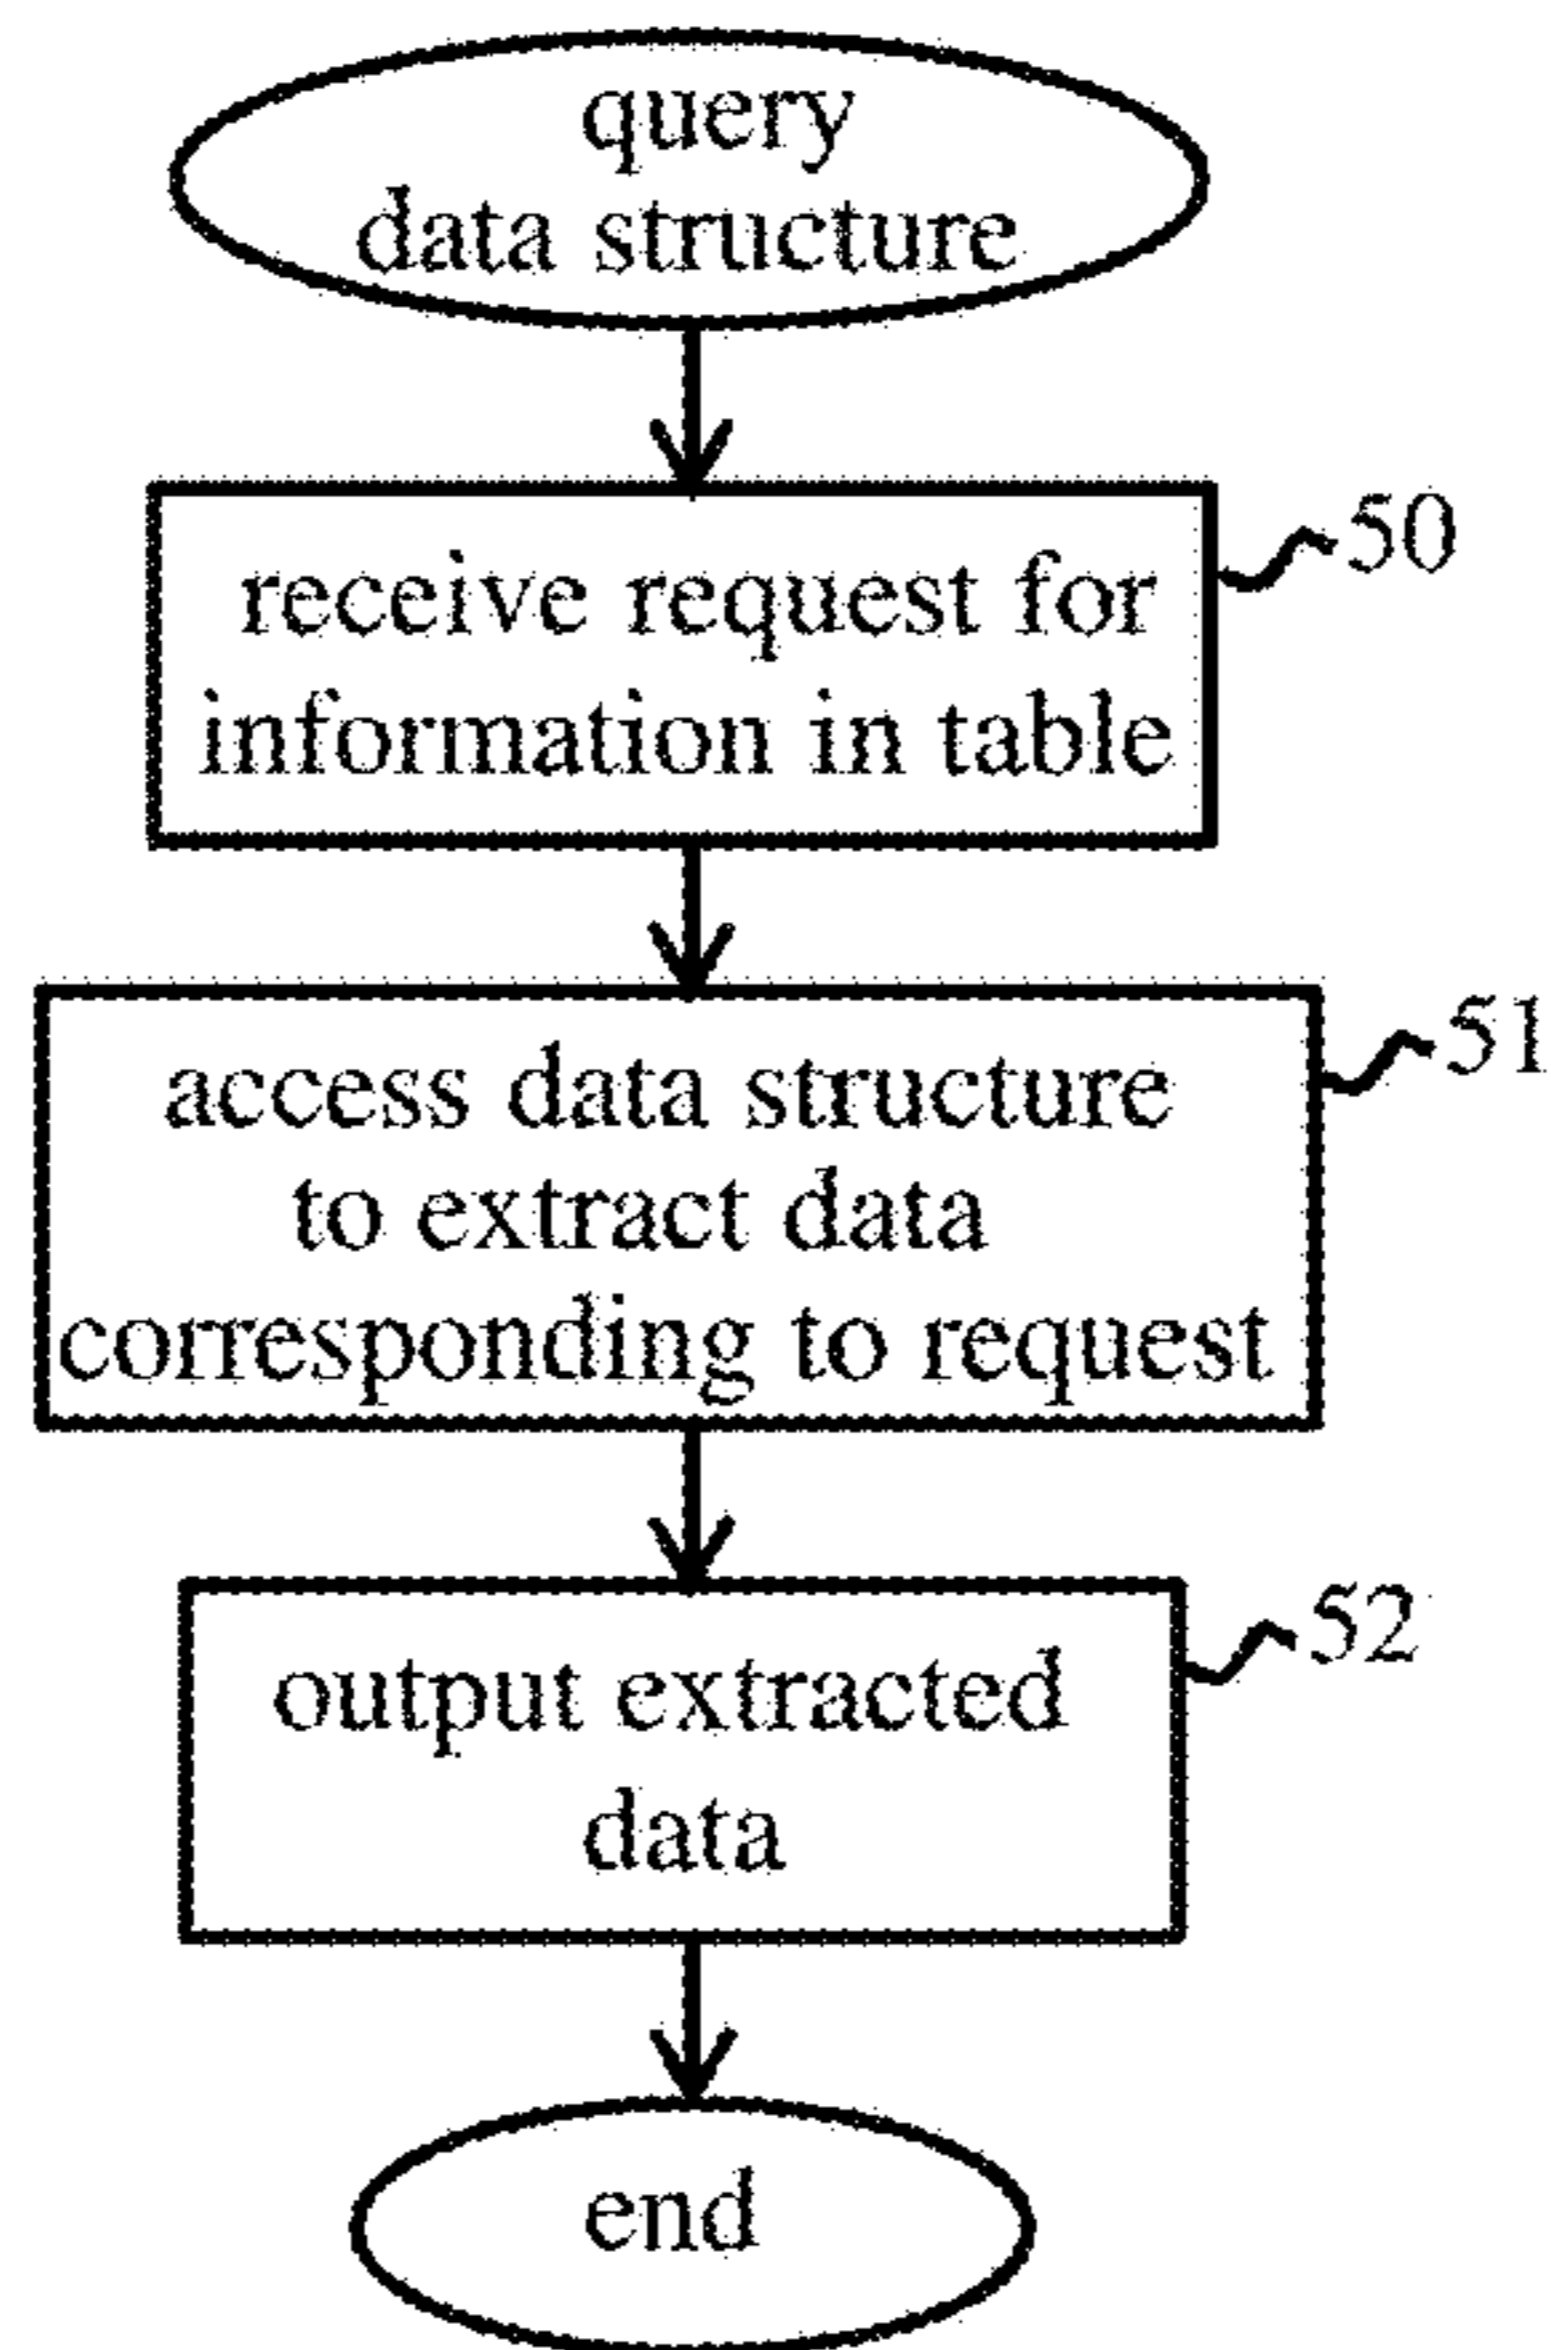 query
data structure
50
receive request for
information in table
51
access data structure
to extract data
corresponding to request
52
output extracted
data
end